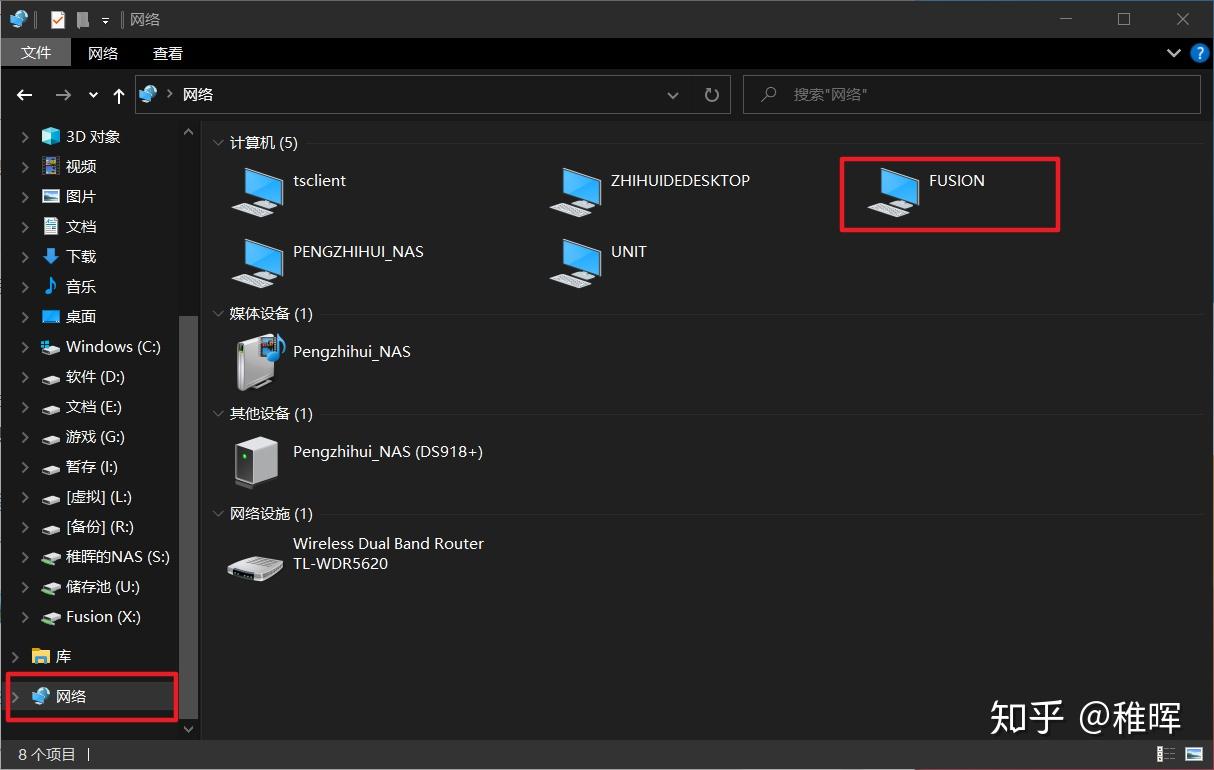 网络
文件 网络 查看
网络 搜索"网络"
3D 对象
视频
图片
文档
下载
音乐
桌面
Windows (C:)
软件 (D:)
文档 (E:)
游戏 (G:)
暂存 (I:)
[虚拟] (L:)
[备份] (R:)
稚晖的NAS (S:)
储存池 (U:)
Fusion (X:)
库
网络
计算机 (5)
tsclient ZHIHUIDEDESKTOP FUSION
PENGZHIHUI_NAS UNIT
媒体设备 (1)
Pengzhihui_NAS
其他设备 (1)
Pengzhihui_NAS (DS918+)
网络设施 (1)
Wireless Dual Band Router
TL-WDR5620
知乎 @稚晖
8 个项目